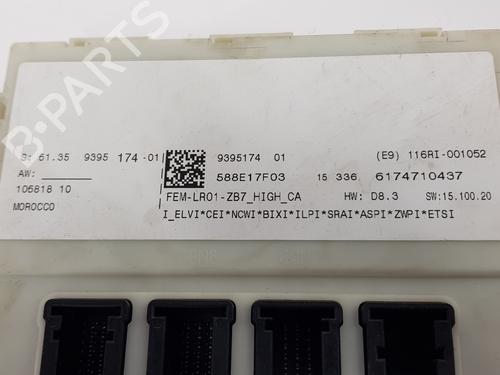 S: 61.35 9395 174-01
9395174 01
(E9) 116RI-001052
AW:
588E17F03
15 336
6174710437
105818 10
FEM-LR01-ZB7_HIGH_CA
HW: D8.3
SW:15.100.20
MOROCCO
I_ELVI*CEI*NCWI*BIXI*ILPI*SRAI*ASPI*ZWPI*ETSI
B-PARTS